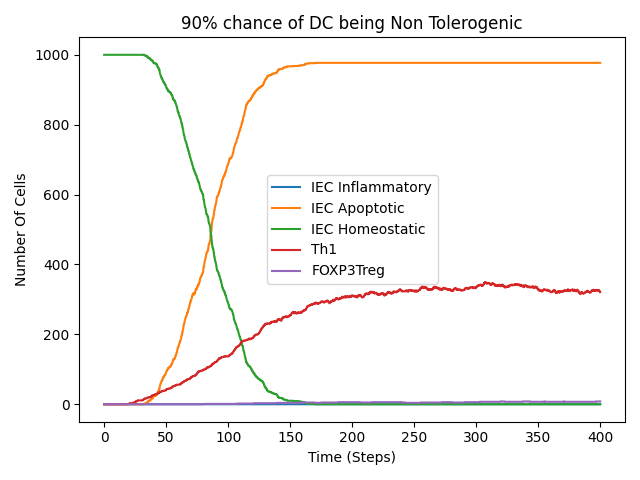 90% chance of DC being Non Tolerogenic
Number Of Cells
1000
800
600
400
200
0
IEC Inflammatory
IEC Apoptotic
IEC Homeostatic
Th1
FOXP3Treg
0 50 100 150 200 250 300 350 400
Time (Steps)